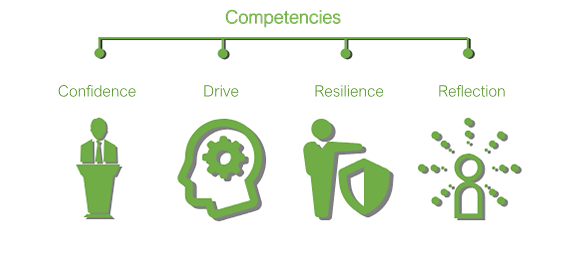 Competencies
Confidence
Drive
Resilience
Reflection